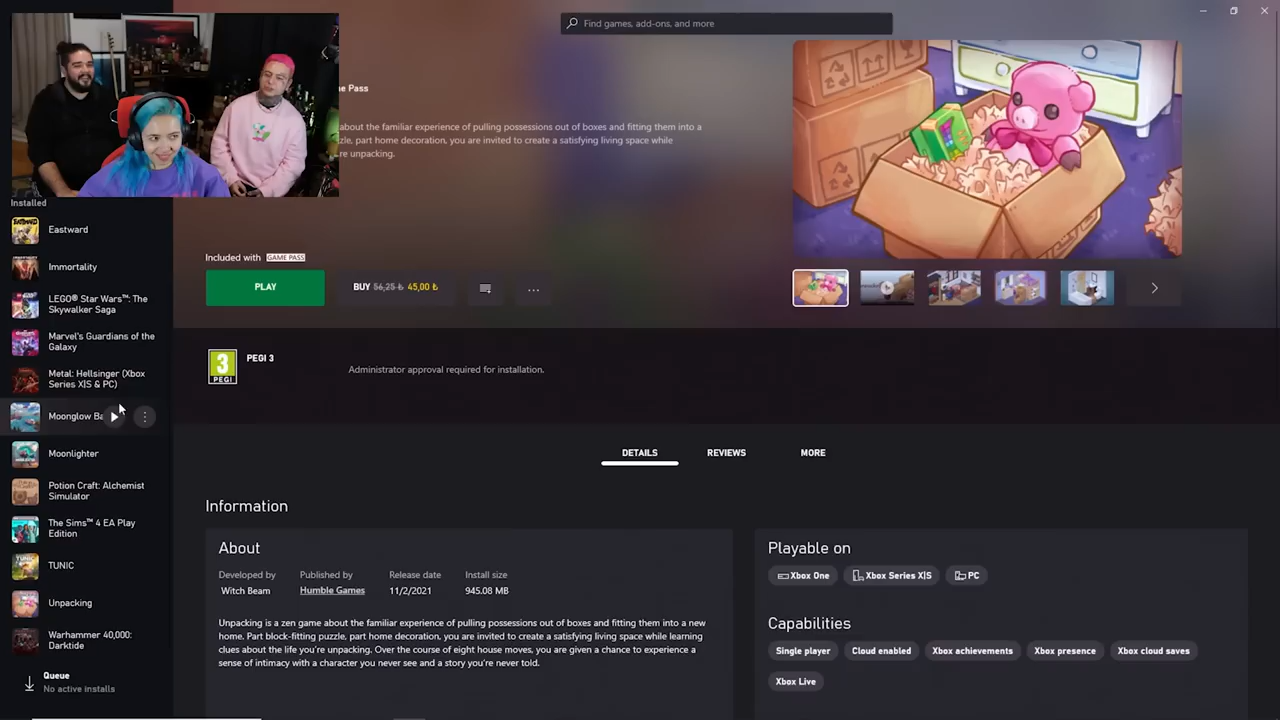 Find games, add-ons, and more
me Pass
about the familiar experience of pulling possessions out of boxes and fitting them into a
zle, part home decoration, you are invited to create a satisfying living space while
re unpacking.
Installed
Eastward
Immortality
LEGO® Star Wars™: The
Skywalker Saga
Marvel's Guardians of the
Galaxy
Metal: Hellsinger (Xbox
Series X|S & PC)
Moonglow Ba
Moonlighter
Potion Craft: Alchemist
Simulator
The Sims™ 4 EA Play
Edition
TUNIC
Unpacking
Warhammer 40,000:
Darktide
Queue
No active installs
Included with GAME PASS
PLAY
BUY 56,25 ₺ 45,00 ₺
...
3
PEGI
PEGI 3
Administrator approval required for installation.
DETAILS
REVIEWS
MORE
Information
About
Developed by
Witch Beam
Published by
Humble Games
Release date
11/2/2021
Install size
945.08 MB
Unpacking is a zen game about the familiar experience of pulling possessions out of boxes and fitting them into a new
home. Part block-fitting puzzle, part home decoration, you are invited to create a satisfying living space while learning
clues about the life you're unpacking. Over the course of eight house moves, you are given a chance to experience a
sense of intimacy with a character you never see and a story you're never told.
Playable on
Xbox One
Xbox Series X|S
PC
Capabilities
Single player
Cloud enabled
Xbox achievements
Xbox presence
Xbox cloud saves
Xbox Live